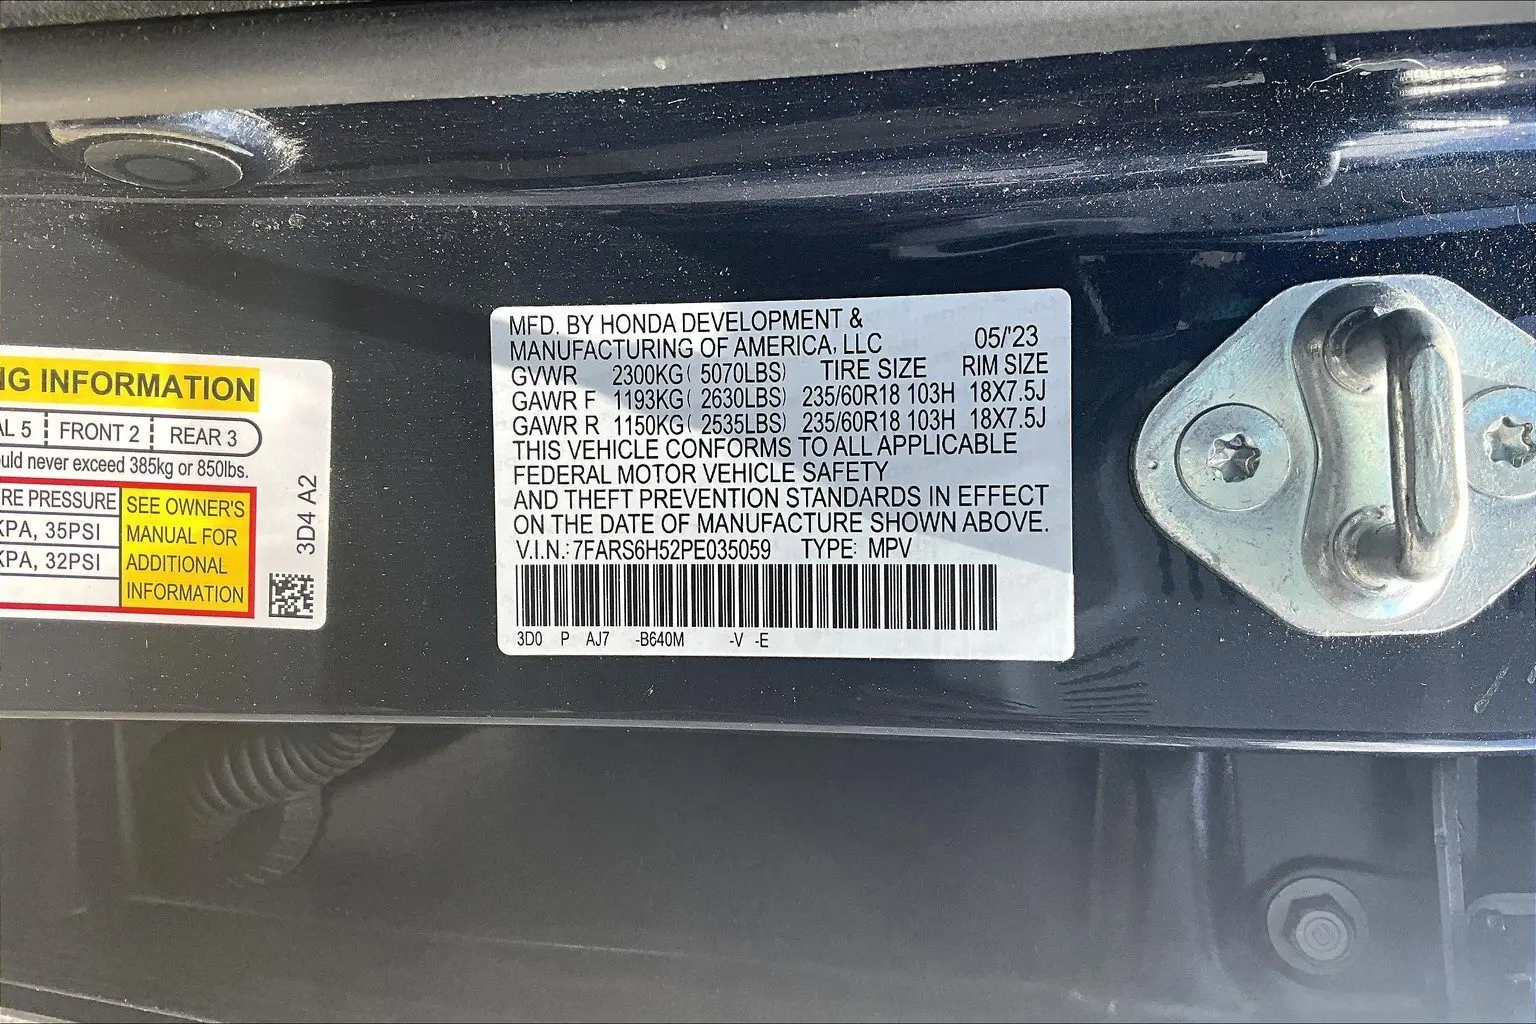 NG INFORMATION
AL 5 FRONT 2 REAR 3
uld never exceed 385kg or 850lbs.
RE PRESSURE
KPA, 35PSI
KPA, 32PSI
SEE OWNER'S
MANUAL FOR
ADDITIONAL
INFORMATION
3D4 A2
MFD. BY HONDA DEVELOPMENT &
MANUFACTURING OF AMERICA, LLC 05/'23
GVWR 2300KG( 5070LBS) TIRE SIZE RIM SIZE
GAWR F 1193KG( 2630LBS) 235/60R18 103H 18X7.5J
GAWR R 1150KG( 2535LBS) 235/60R18 103H 18X7.5J
THIS VEHICLE CONFORMS TO ALL APPLICABLE
FEDERAL MOTOR VEHICLE SAFETY
AND THEFT PREVENTION STANDARDS IN EFFECT
ON THE DATE OF MANUFACTURE SHOWN ABOVE.
V.I.N.: 7FARS6H52PE035059 TYPE: MPV
3D0 P AJ7 -B640M -V -E